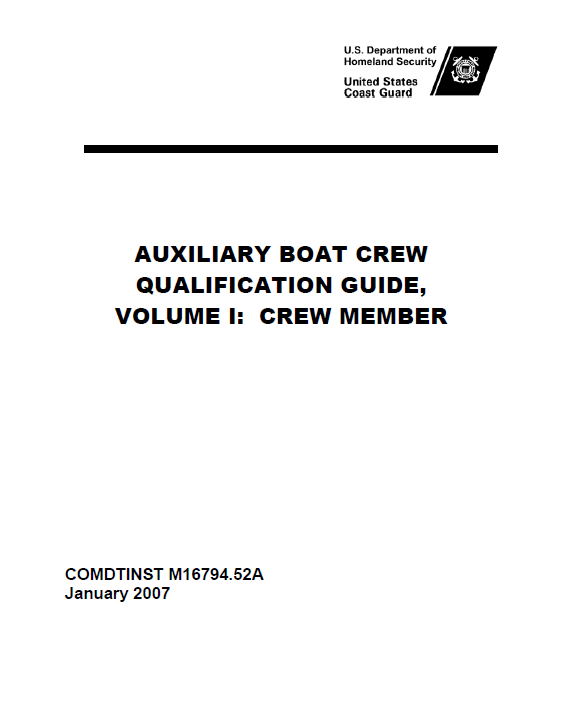 U.S. Department of
Homeland Security
United States
Coast Guard
AUXILIARY BOAT CREW
QUALIFICATION GUIDE,
VOLUME I:  CREW MEMBER
COMDTINST M16794.52A
January 2007